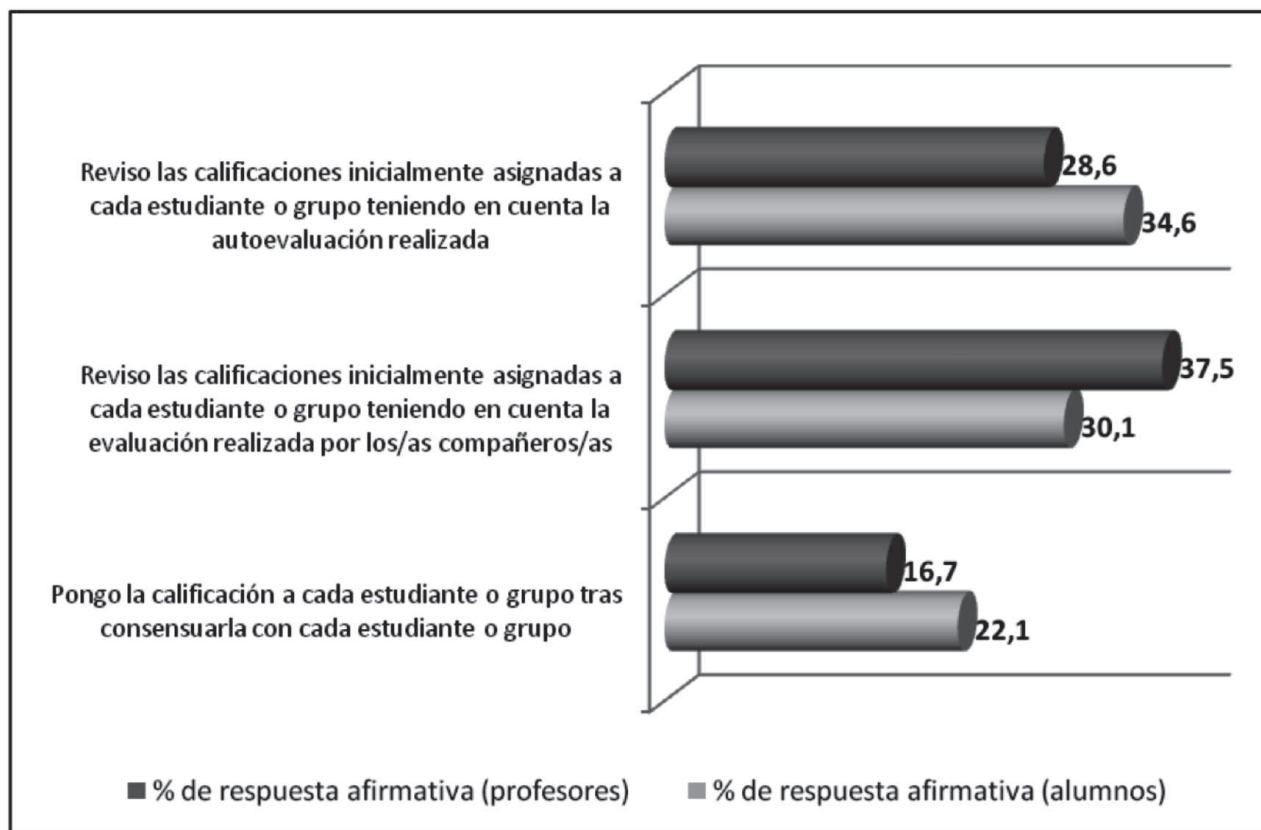 Reviso las calificaciones inicialmente asignadas a
cada estudiante o grupo teniendo en cuenta la
autoevaluación realizada
28,6
34,6
Reviso las calificaciones inicialmente asignadas a
cada estudiante o grupo teniendo en cuenta la
evaluación realizada por los/as compañeros/as
37,5
30,1
Pongo la calificación a cada estudiante o grupo tras
consensuarla con cada estudiante o grupo
16,7
22,1
% de respuesta afirmativa (profesores)
% de respuesta afirmativa (alumnos)